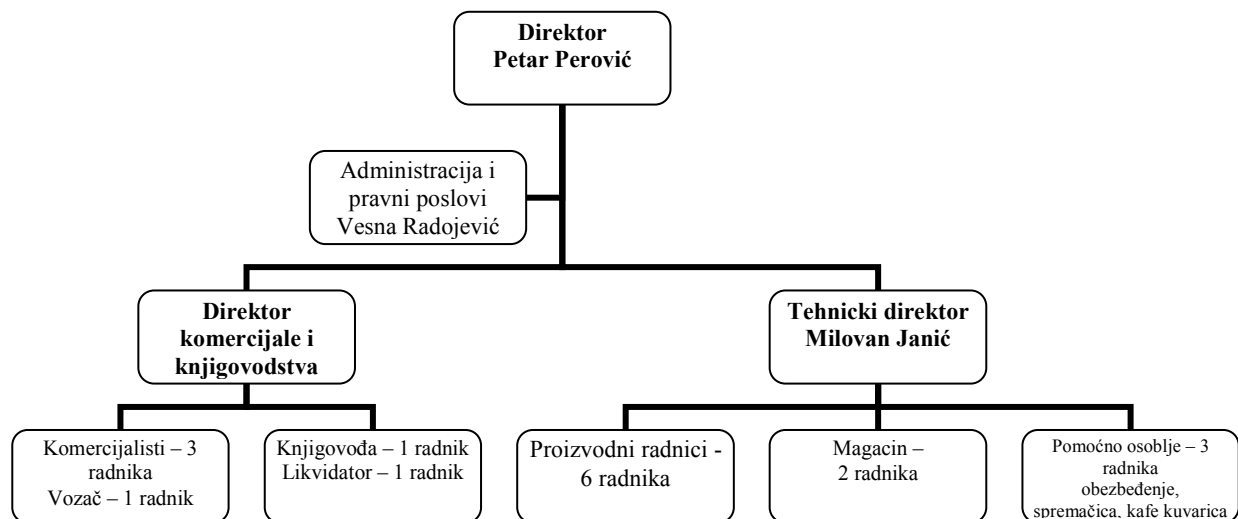 Direktor
Petar Perović
Administracija i
pravni poslovi
Vesna Radojević
Direktor
komercijale i
knjigovodstva
Tehnicki direktor
Milovan Janić
Komercijalisti – 3
radnika
Vozač – 1 radnik
Knjigovođa – 1 radnik
Likvidator – 1 radnik
Proizvodni radnici -
6 radnika
Magacin –
2 radnika
Pomoćno osoblje – 3
radnika
obezbeđenje,
spremačica, kafe kuvarica